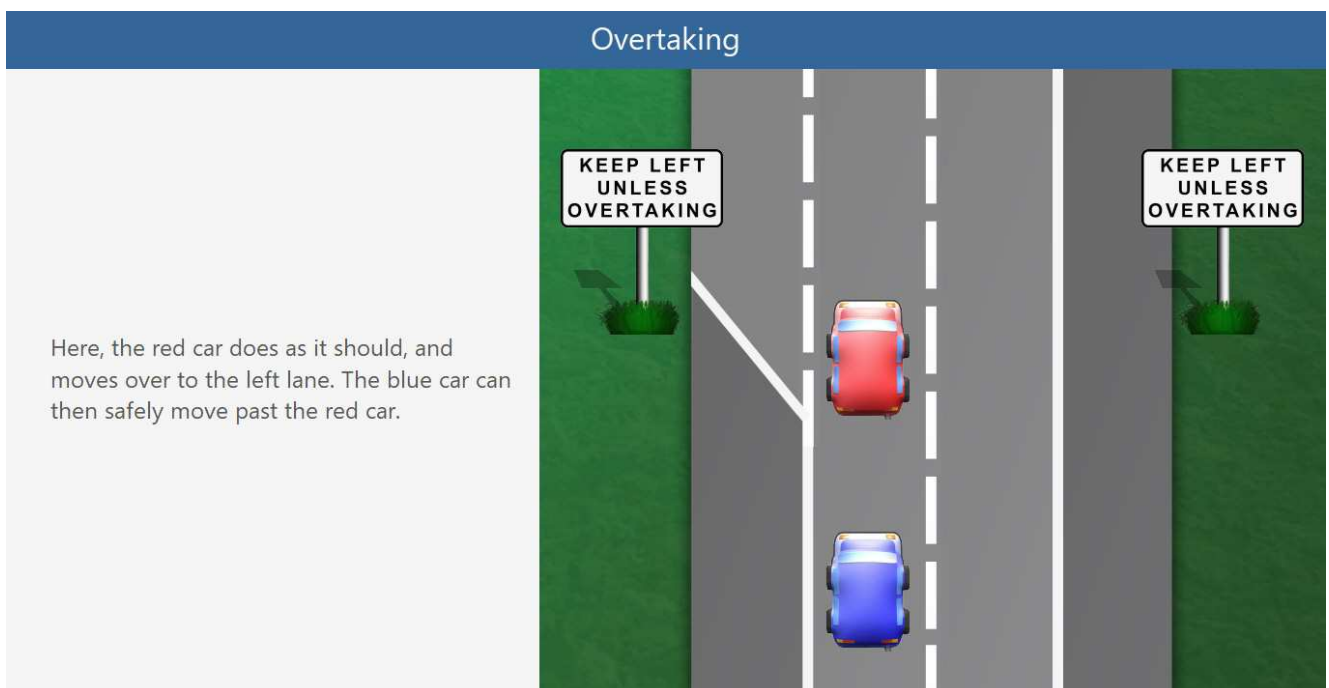 Overtaking
KEEP LEFT
UNLESS
OVERTAKING
KEEP LEFT
UNLESS
OVERTAKING
Here, the red car does as it should, and
moves over to the left lane. The blue car can
then safely move past the red car.